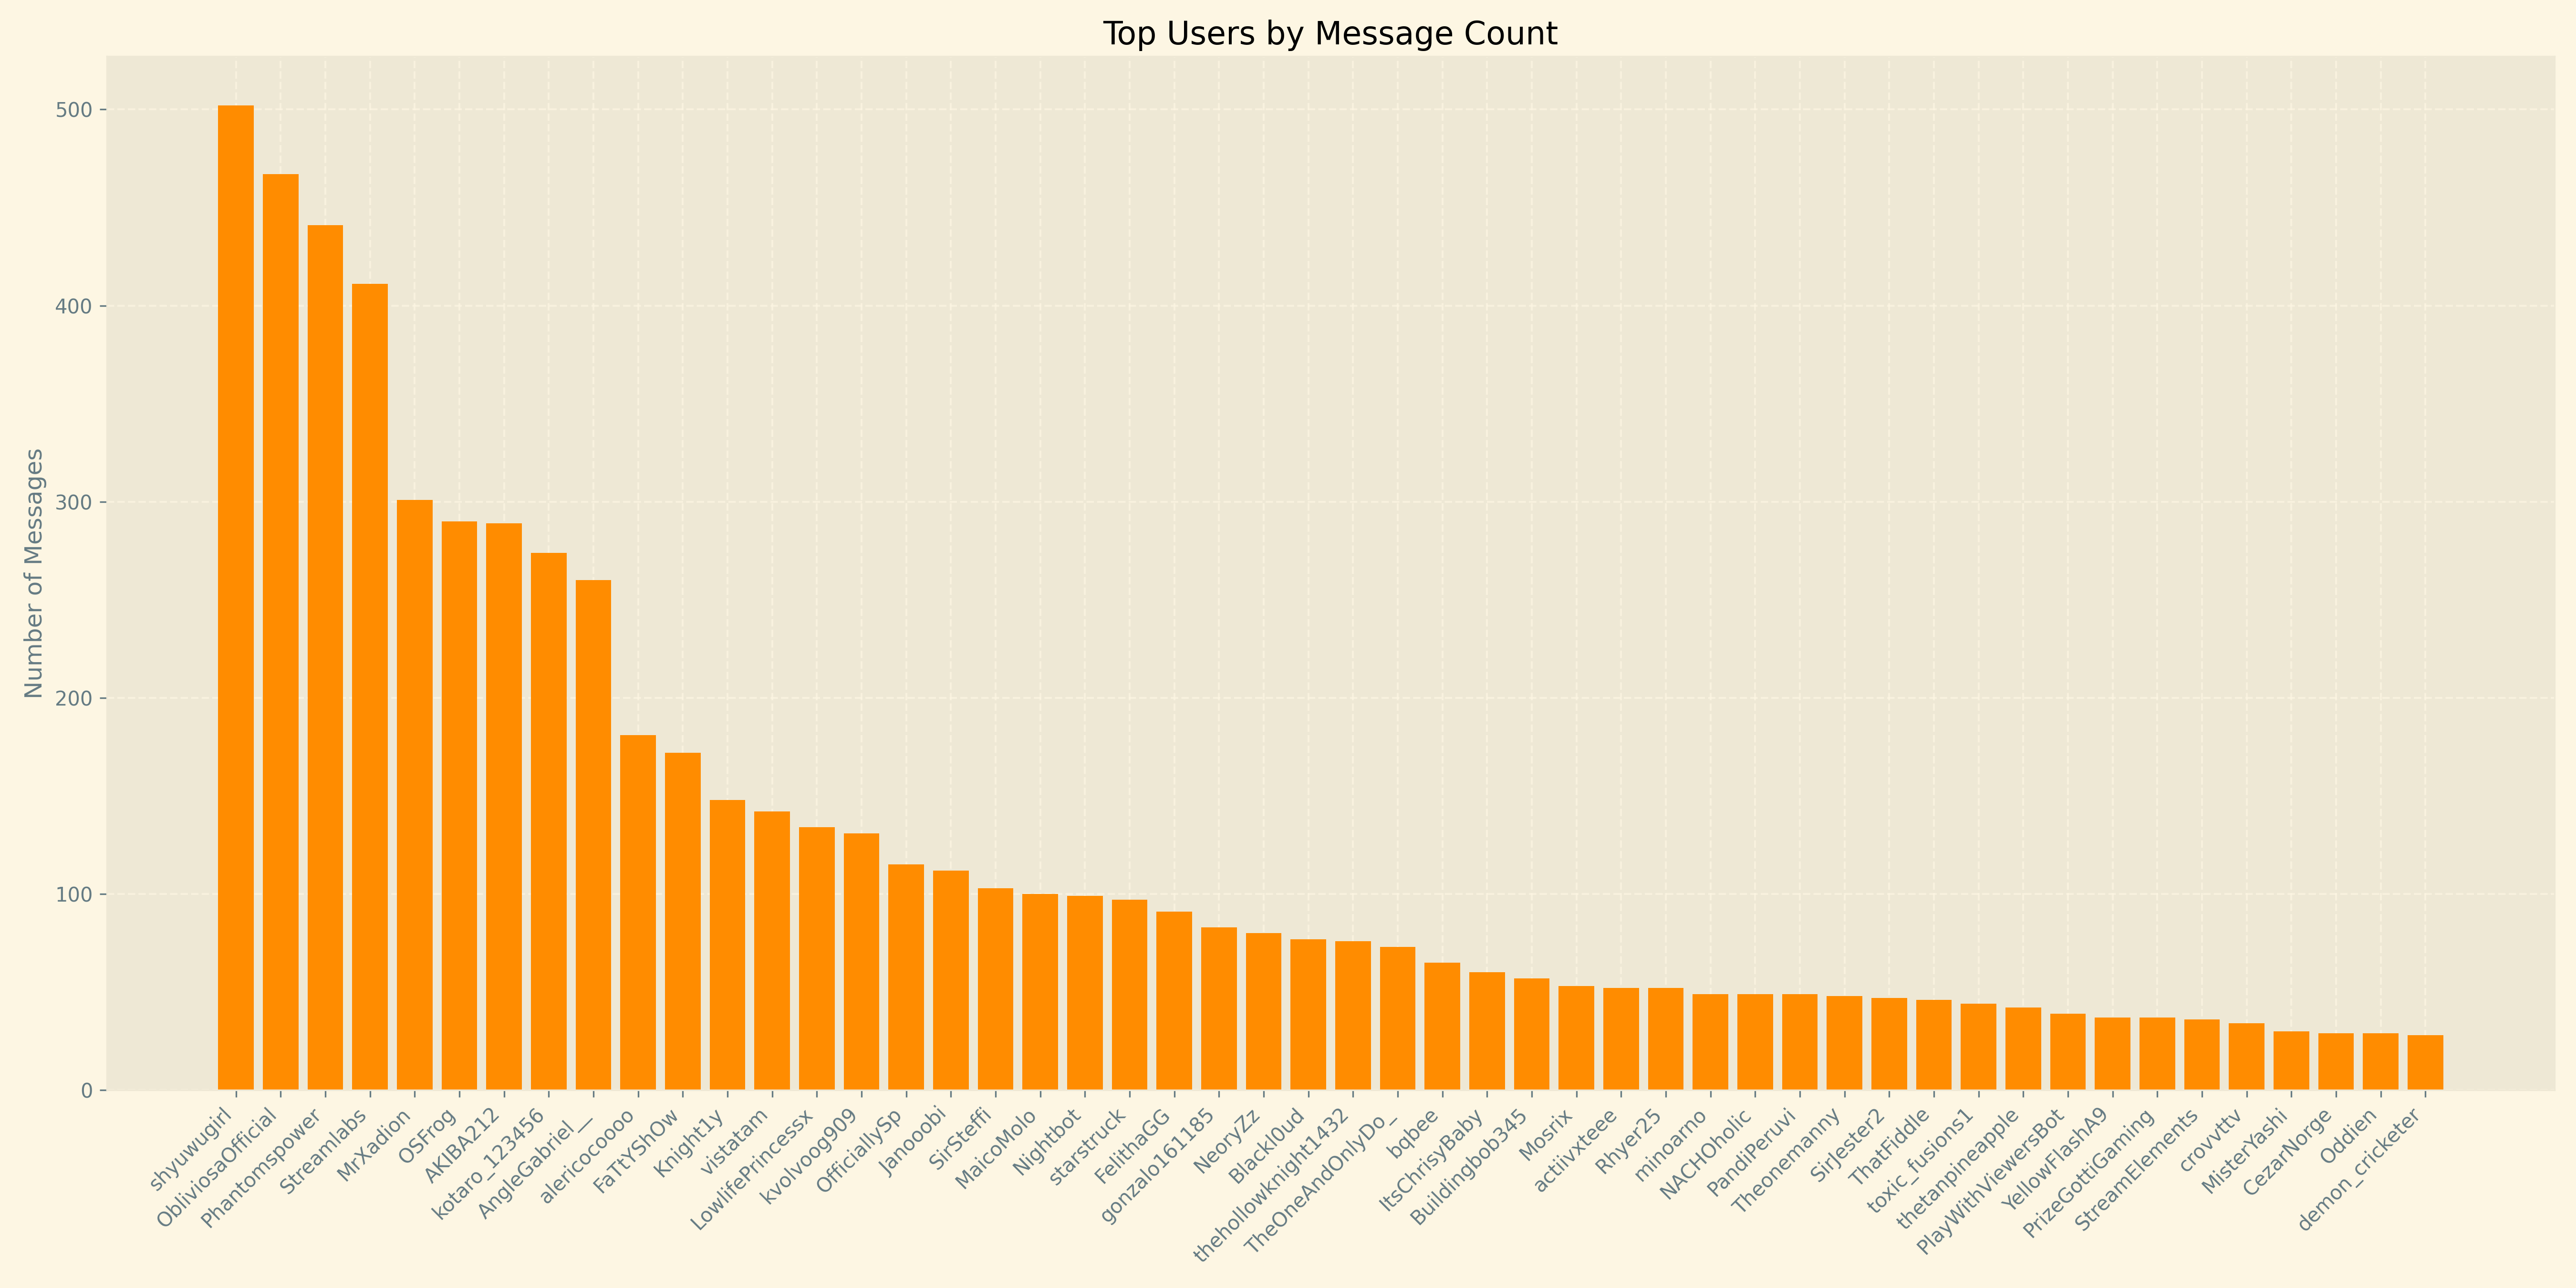 Top Users by Message Count
Number of Messages
500
400
300
200
100
0
shyuwugirl
ObliviosaOfficial
Phantomspower
Streamlabs
MrXadion
OSFrog
AKIBA212
kotaro_123456
AngleGabriel__
alericocoooo
FaTtYShOw
Knight1y
vistatam
LowlifePrincessx
kvolvoog909
OfficiallySp
Janooobi
SirSteffi
MaicoMolo
Nightbot
starstruck
FelithaGG
gonzalo161185
NeoryZz
Blackl0ud
thehollowknight1432
TheOneAndOnlyDo_
bqbee
ItsChrisyBaby
Buildingbob345
Mosrix
actiivxteee
Rhyer25
minoarno
NACHOholic
PandiPeruvi
Theonemanny
SirJester2
ThatFiddle
toxic_fusions1
thetanpineapple
PlayWithViewersBot
YellowFlashA9
PrizeGottiGaming
StreamElements
crovvttv
MisterYashi
CezarNorge
Oddien
demon_cricketer